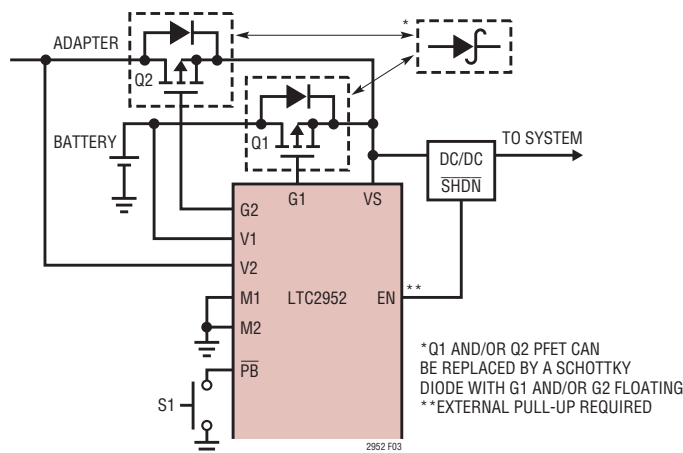 *
ADAPTER
Q2
BATTERY
Q1
TO SYSTEM
DC/DC
SHDN
G1
VS
G2
V1
V2
M1
LTC2952
EN
**
M2
PB
S1
*Q1 AND/OR Q2 PFET CAN
BE REPLACED BY A SCHOTTKY
DIODE WITH G1 AND/OR G2 FLOATING
**EXTERNAL PULL-UP REQUIRED
2952 F03